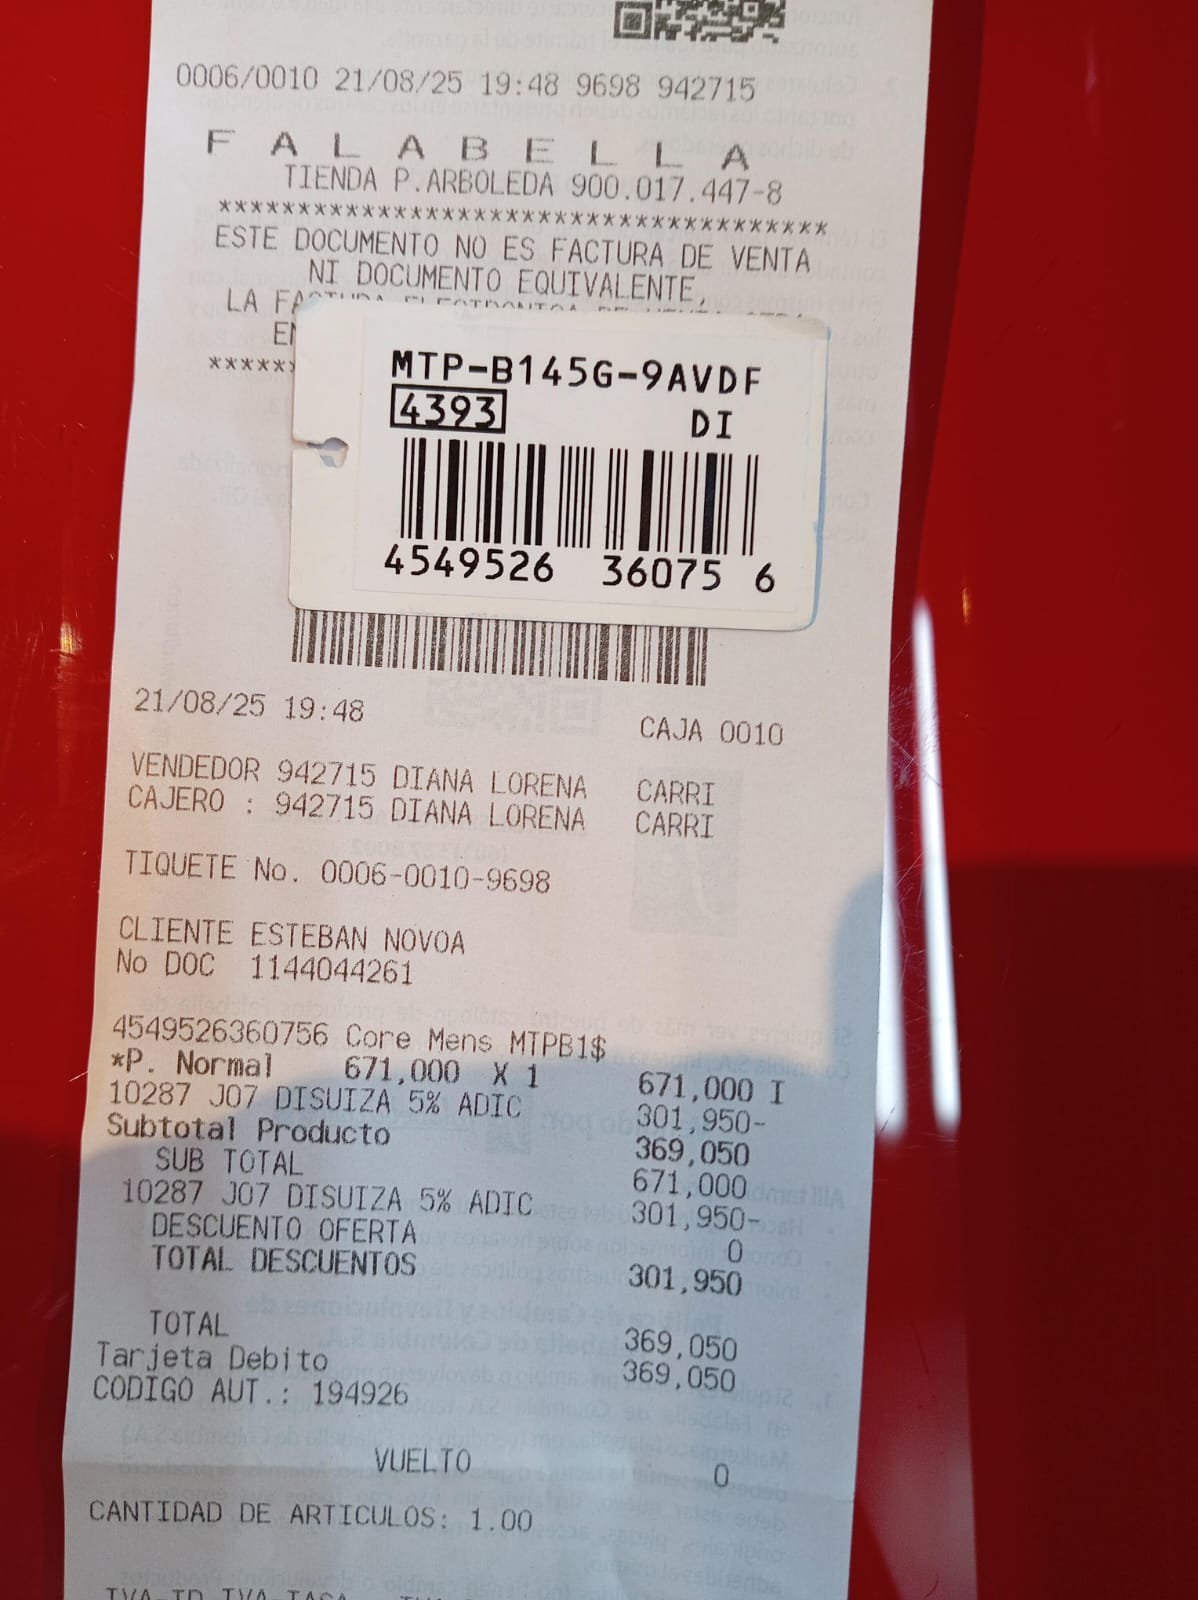 0006/0010 21/08/25 19:48 9698 942715
F A L A B E L L A
TIENDA P.ARBOLEDA 900.017.447-8
**************************************
ESTE DOCUMENTO NO ES FACTURA DE VENTA
NI DOCUMENTO EQUIVALENTE,
LA FACTURA ELECTRONICA DE VENTA
******
MTP-B145G-9AVDF
4393 DI
4549526 36075 6
21/08/25 19:48 CAJA 0010
VENDEDOR 942715 DIANA LORENA CARRI
CAJERO : 942715 DIANA LORENA CARRI
TIQUETE No. 0006-0010-9698
CLIENTE ESTEBAN NOVOA
No DOC 1144044261
4549526360756 Core Mens MTPB1$
*P. Normal 671,000 X 1 671,000 I
10287 J07 DISUIZA 5% ADIC 301,950-
Subtotal Producto 369,050
SUB TOTAL 671,000
10287 J07 DISUIZA 5% ADIC 301,950-
DESCUENTO OFERTA 0
TOTAL DESCUENTOS 301,950
TOTAL 369,050
Tarjeta Debito 369,050
CODIGO AUT.: 194926
VUELTO 0
CANTIDAD DE ARTICULOS: 1.00